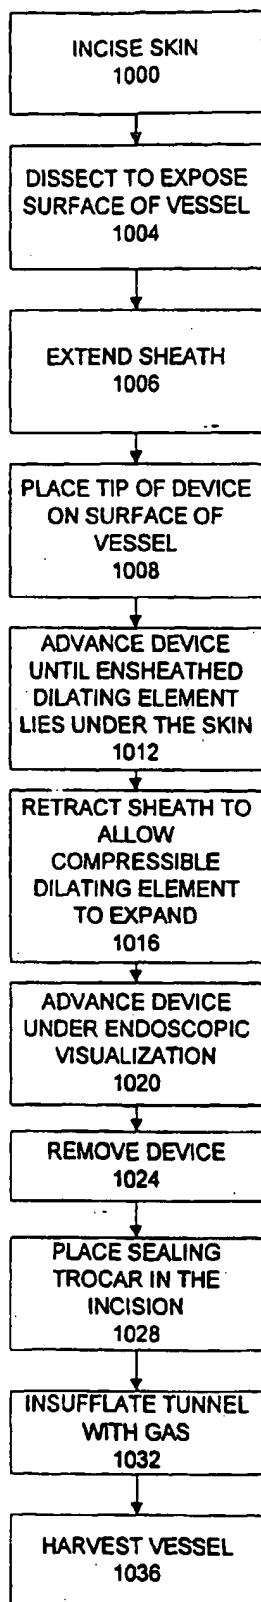 INCISE SKIN
1000
DISSECT TO EXPOSE
SURFACE OF VESSEL
1004
EXTEND SHEATH
1006
PLACE TIP OF DEVICE
ON SURFACE OF
VESSEL
1008
ADVANCE DEVICE
UNTIL ENSHEATHED
DILATING ELEMENT
LIES UNDER THE SKIN
1012
RETRACT SHEATH TO
ALLOW
COMPRESSIBLE
DILATING ELEMENT
TO EXPAND
1016
ADVANCE DEVICE
UNDER ENDOSCOPIC
VISUALIZATION
1020
REMOVE DEVICE
1024
PLACE SEALING
TROCAR IN THE
INCISION
1028
INSUFFLATE TUNNEL
WITH GAS
1032
HARVEST VESSEL
1036